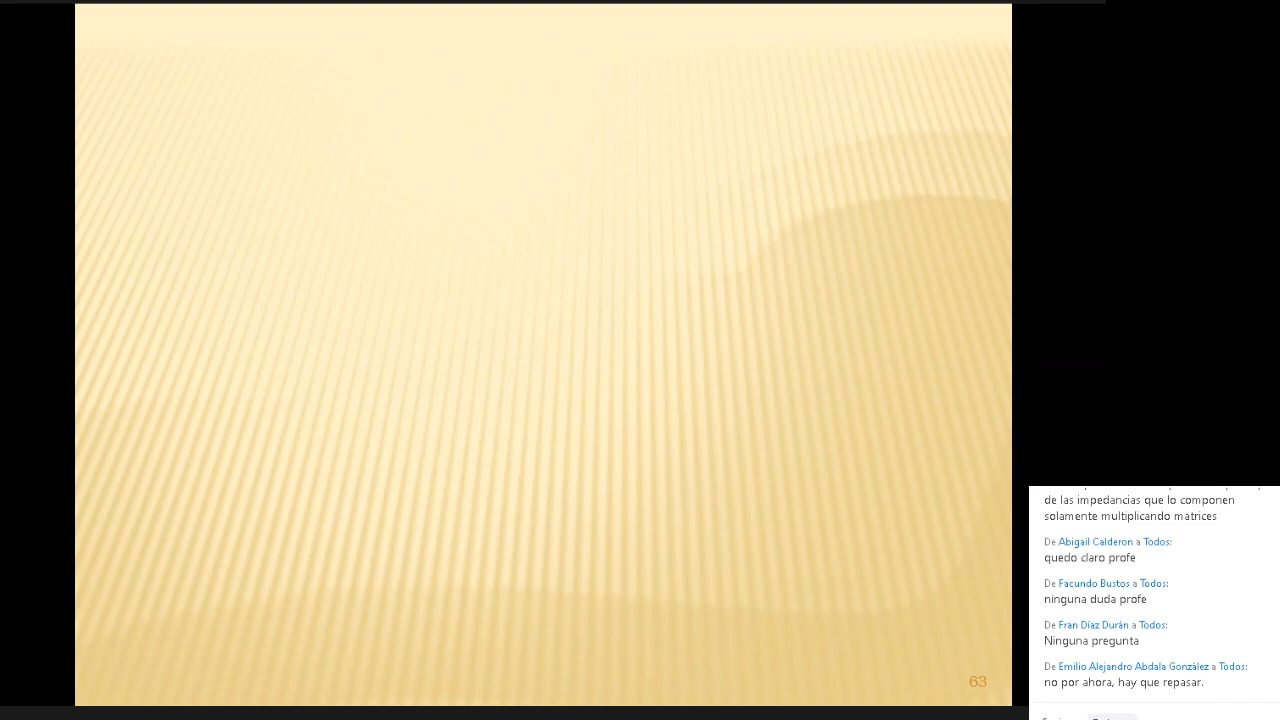 63
de las impedancias que lo componen
solamente multiplicando matrices
De Abigail Calderon a Todos:
quedo claro profe
De Facundo Bustos a Todos:
ninguna duda profe
De Fran Díaz Durán a Todos:
Ninguna pregunta
De Emilio Alejandro Abdala González a Todos:
no por ahora, hay que repasar.